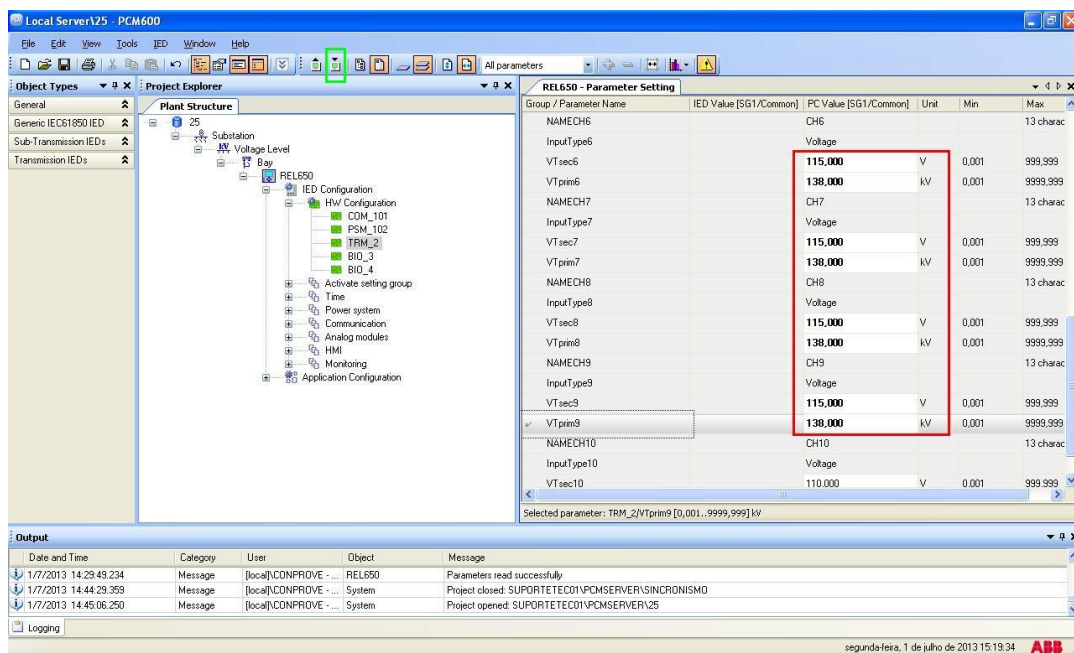 Local Server\25 - PCM600
File Edit View Tools IED Window Help
All parameters
Object Types
General
Generic IEC61850 IED
Sub-Transmission IEDs
Transmission IEDs
Project Explorer
Plant Structure
25
Substation
Voltage Level
Bay
REL650
IED Configuration
HW Configuration
COM_101
PSM_102
TRM_2
BIO_3
BIO_4
Activate setting group
Time
Power system
Communication
Analog modules
HMI
Monitoring
Application Configuration
REL650 - Parameter Setting
Group / Parameter Name IED Value [SG1/Common] PC Value [SG1/Common] Unit Min Max
NAMECH6 CH6 13 charac
InputType6 Voltage
VTsec6 115,000 V 0,001 999,999
VTprim6 138,000 kV 0,001 9999,999
NAMECH7 CH7 13 charac
InputType7 Voltage
VTsec7 115,000 V 0,001 999,999
VTprim7 138,000 kV 0,001 9999,999
NAMECH8 CH8 13 charac
InputType8 Voltage
VTsec8 115,000 V 0,001 999,999
VTprim8 138,000 kV 0,001 9999,999
NAMECH9 CH9 13 charac
InputType9 Voltage
VTsec9 115,000 V 0,001 999,999
VTprim9 138,000 kV 0,001 9999,999
NAMECH10 CH10 13 charac
InputType10 Voltage
VTsec10 110.000 V 0.001 999.999
Selected parameter: TRM_2/VTprim9 [0,001..9999,999] kV
Output
Date and Time Category User Object Message
1/7/2013 14:29:49.234 Message [local]\CONPROVE - ... REL650 Parameters read successfully
1/7/2013 14:44:29.359 Message [local]\CONPROVE - ... System Project closed: SUPORTETEC01\PCMSERVER\SINCRONISMO
1/7/2013 14:45:06.250 Message [local]\CONPROVE - ... System Project opened: SUPORTETEC01\PCMSERVER\25
Logging
segunda-feira, 1 de julho de 2013 15:19:34 ABB